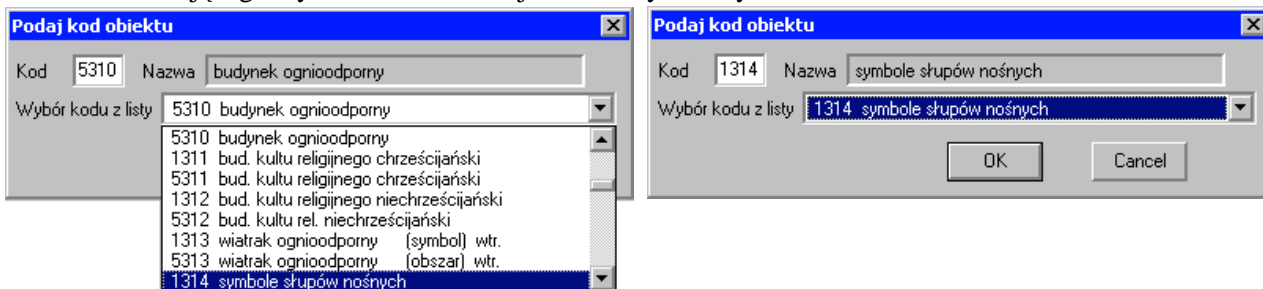 Podaj kod obiektu
Kod 5310 Nazwa budynek ognioodporny
Wybór kodu z listy 5310 budynek ognioodporny
5310 budynek ognioodporny
1311 bud. kultu religijnego chrześcijański
5311 bud. kultu religijnego chrześcijański
1312 bud. kultu religijnego niechrześcijański
5312 bud. kultu rel. niechrześcijański
1313 wiatrak ognioodporny (symbol) wtr.
5313 wiatrak ognioodporny (obszar) wtr.
1314 symbole słupów nośnych
Podaj kod obiektu
Kod 1314 Nazwa symbole słupów nośnych
Wybór kodu z listy 1314 symbole słupów nośnych
OK Cancel